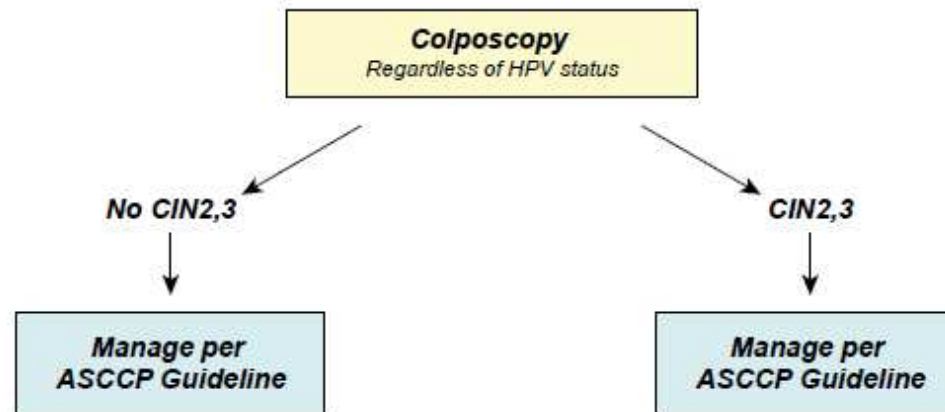 Colposcopy
Regardless of HPV status
No CIN2,3
CIN2,3
Manage per
ASCCP Guideline
Manage per
ASCCP Guideline